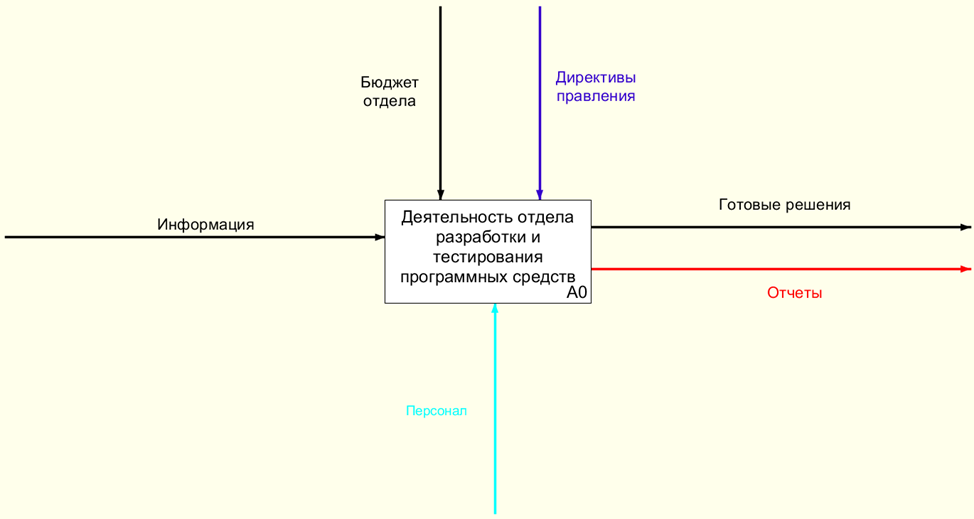 Бюджет
отдела
Директивы
правления
Информация
Деятельность отдела
разработки и
тестирования
программных средств
A0
Готовые решения
Отчеты
Персонал